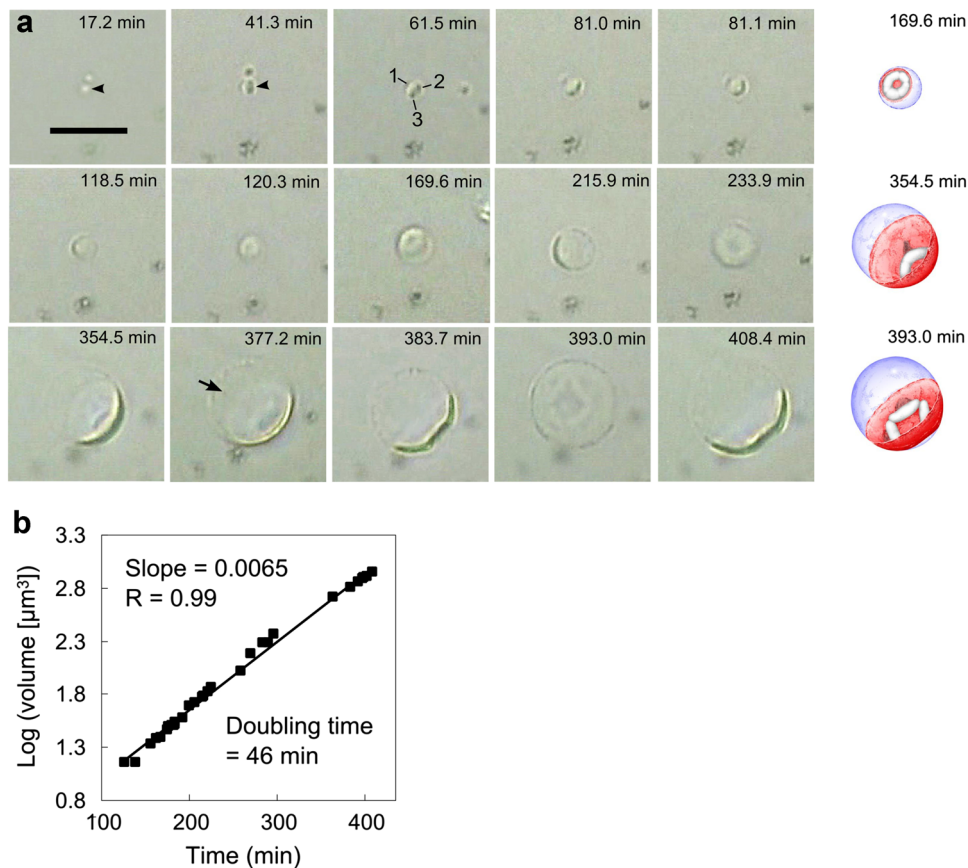 a
17.2 min
41.3 min
61.5 min
81.0 min
81.1 min
169.6 min
1
2
3
118.5 min
120.3 min
169.6 min
215.9 min
233.9 min
354.5 min
354.5 min
377.2 min
383.7 min
393.0 min
408.4 min
393.0 min
b
Log (volume [µm³])
3.3
2.8
2.3
1.8
1.3
0.8
Slope = 0.0065
R = 0.99
Doubling time
= 46 min
100
200
300
400
Time (min)